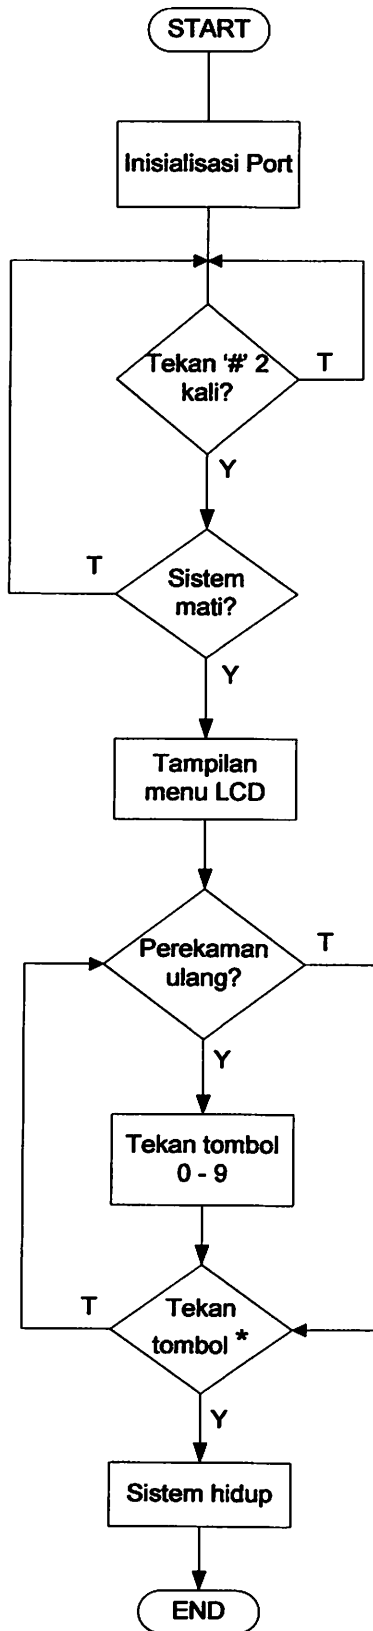 START
Inisialisasi Port
Tekan '#' 2
kali?
T
Y
Sistem
mati?
T
Y
Tampilan
menu LCD
Perekaman
ulang?
T
Y
Tekan tombol
0 - 9
Tekan
tombol *
T
Y
Sistem hidup
END